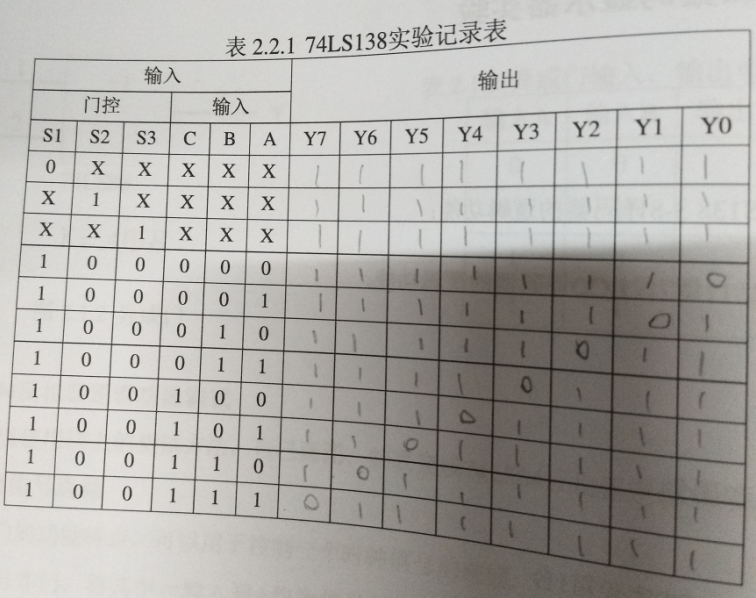 表 2.2.1 74LS138实验记录表
输入 输出
门控 输入
S1 S2 S3 C B A Y7 Y6 Y5 Y4 Y3 Y2 Y1 Y0
0 X X X X X 1 1 1 1 1 1 1 1
X 1 X X X X 1 1 1 1 1 1 1 1
X X 1 X X X 1 1 1 1 1 1 1 1
1 0 0 0 0 0 1 1 1 1 1 1 1 0
1 0 0 0 0 1 1 1 1 1 1 1 0 1
1 0 0 0 1 0 1 1 1 1 1 0 1 1
1 0 0 0 1 1 1 1 1 1 0 1 1 1
1 0 0 1 0 0 1 1 1 0 1 1 1 1
1 0 0 1 0 1 1 1 0 1 1 1 1 1
1 0 0 1 1 0 1 0 1 1 1 1 1 1
1 0 0 1 1 1 0 1 1 1 1 1 1 1